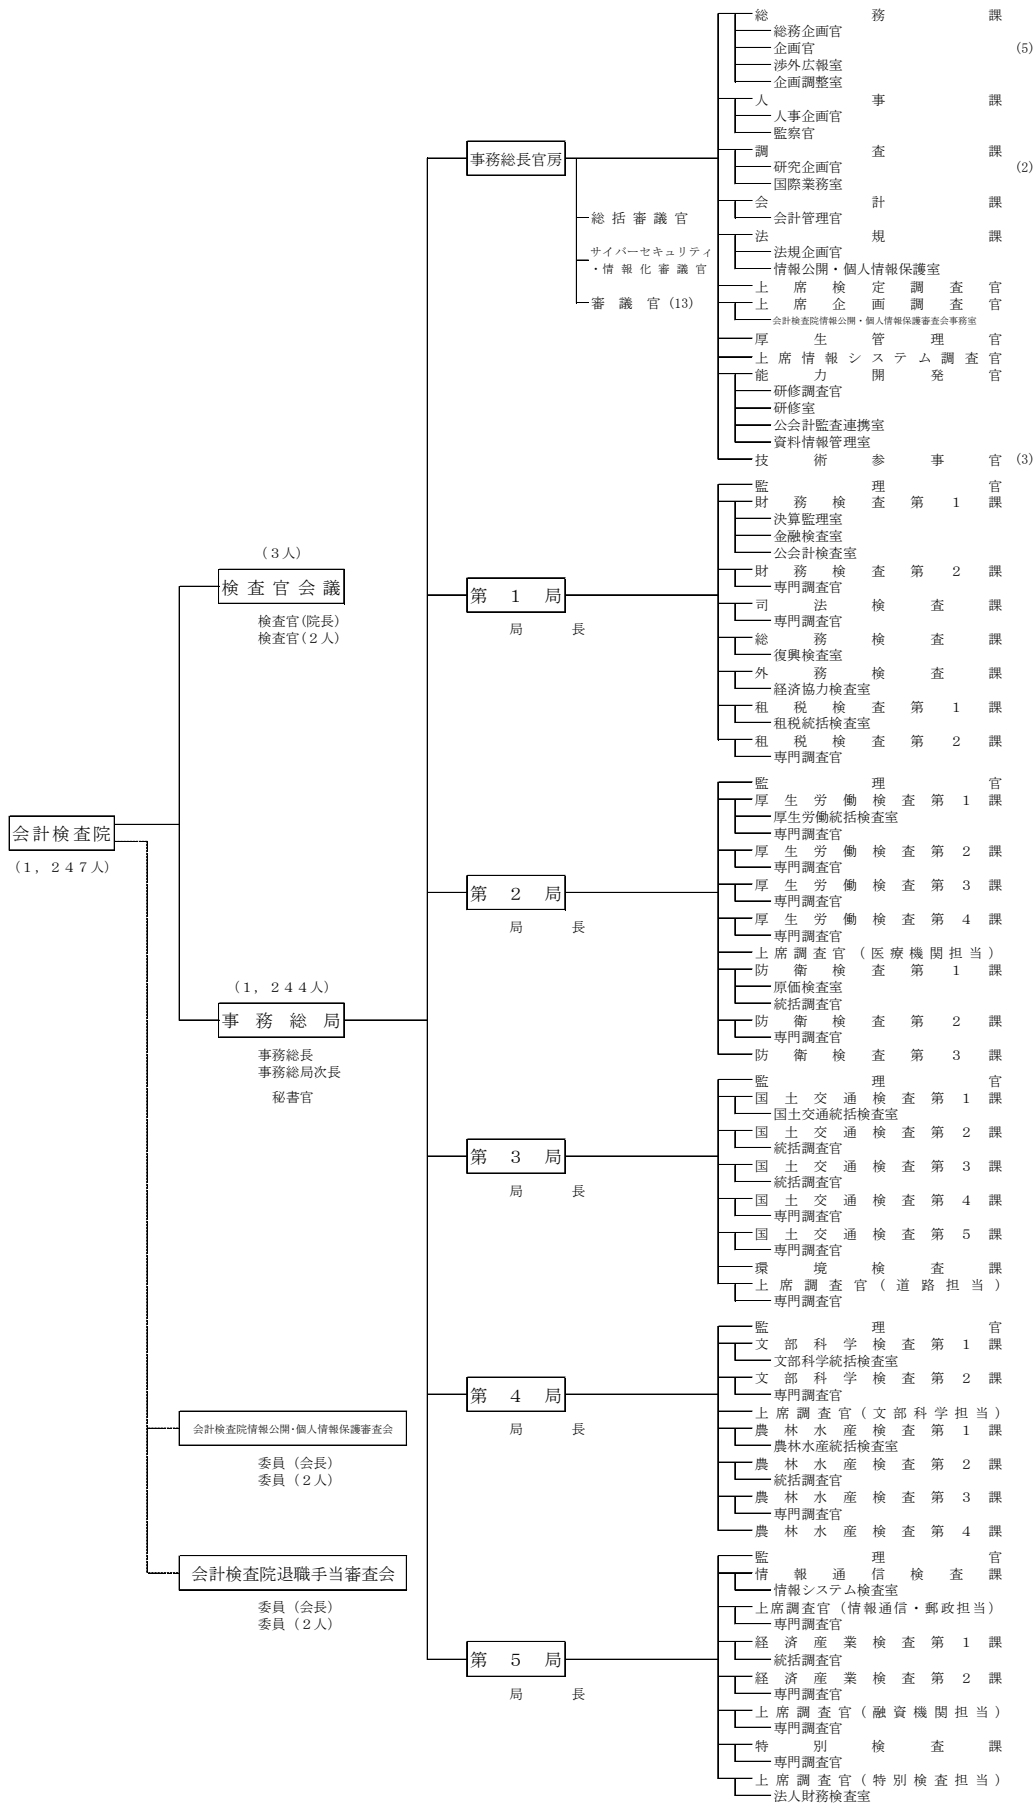 会計検査院
(1,247人)
(3人)
検査官会議
検査官(院長)
検査官(2人)
(1,244人)
事務総局
事務総長
事務総局次長
秘書官
会計検査院情報公開・個人情報保護審査会
委員(会長)
委員(2人)
会計検査院退職手当審査会
委員(会長)
委員(2人)
事務総長官房
総括審議官
サイバーセキュリティ
・情報化審議官
審議官(13)
総務課
総務企画官
企画官 (5)
渉外広報室
企画調整室
人事課
人事企画官
監察官
調査課
研究企画官 (2)
国際業務室
会計課
会計管理官
法規課
法規企画官
情報公開・個人情報保護室
上席検定調査官
上席企画調査官
会計検査院情報公開・個人情報保護審査会事務室
厚生管理官
上席情報システム調査官
能力開発官
研修調査官
研修室
公会計監査連携室
資料情報管理室
技術参事官 (3)
第1局
局長
監理官
財務検査第1課
決算監理室
金融検査室
公会計検査室
財務検査第2課
専門調査官
司法検査課
専門調査官
総務検査課
復興検査室
外務検査課
経済協力検査室
租税検査第1課
租税統括検査室
租税検査第2課
専門調査官
第2局
局長
監理官
厚生労働検査第1課
厚生労働統括検査室
専門調査官
厚生労働検査第2課
専門調査官
厚生労働検査第3課
専門調査官
厚生労働検査第4課
専門調査官
上席調査官(医療機関担当)
防衛検査第1課
原価検査室
統括調査官
防衛検査第2課
専門調査官
防衛検査第3課
第3局
局長
監理官
国土交通検査第1課
国土交通統括検査室
国土交通検査第2課
統括調査官
国土交通検査第3課
統括調査官
国土交通検査第4課
専門調査官
国土交通検査第5課
専門調査官
環境検査課
上席調査官(道路担当)
専門調査官
第4局
局長
監理官
文部科学検査第1課
文部科学統括検査室
文部科学検査第2課
専門調査官
上席調査官(文部科学担当)
農林水産検査第1課
農林水産統括検査室
農林水産検査第2課
統括調査官
農林水産検査第3課
専門調査官
農林水産検査第4課
第5局
局長
監理官
情報通信検査課
情報システム検査室
上席調査官(情報通信・郵政担当)
専門調査官
経済産業検査第1課
統括調査官
経済産業検査第2課
専門調査官
上席調査官(融資機関担当)
専門調査官
特別検査課
専門調査官
上席調査官(特別検査担当)
法人財務検査室